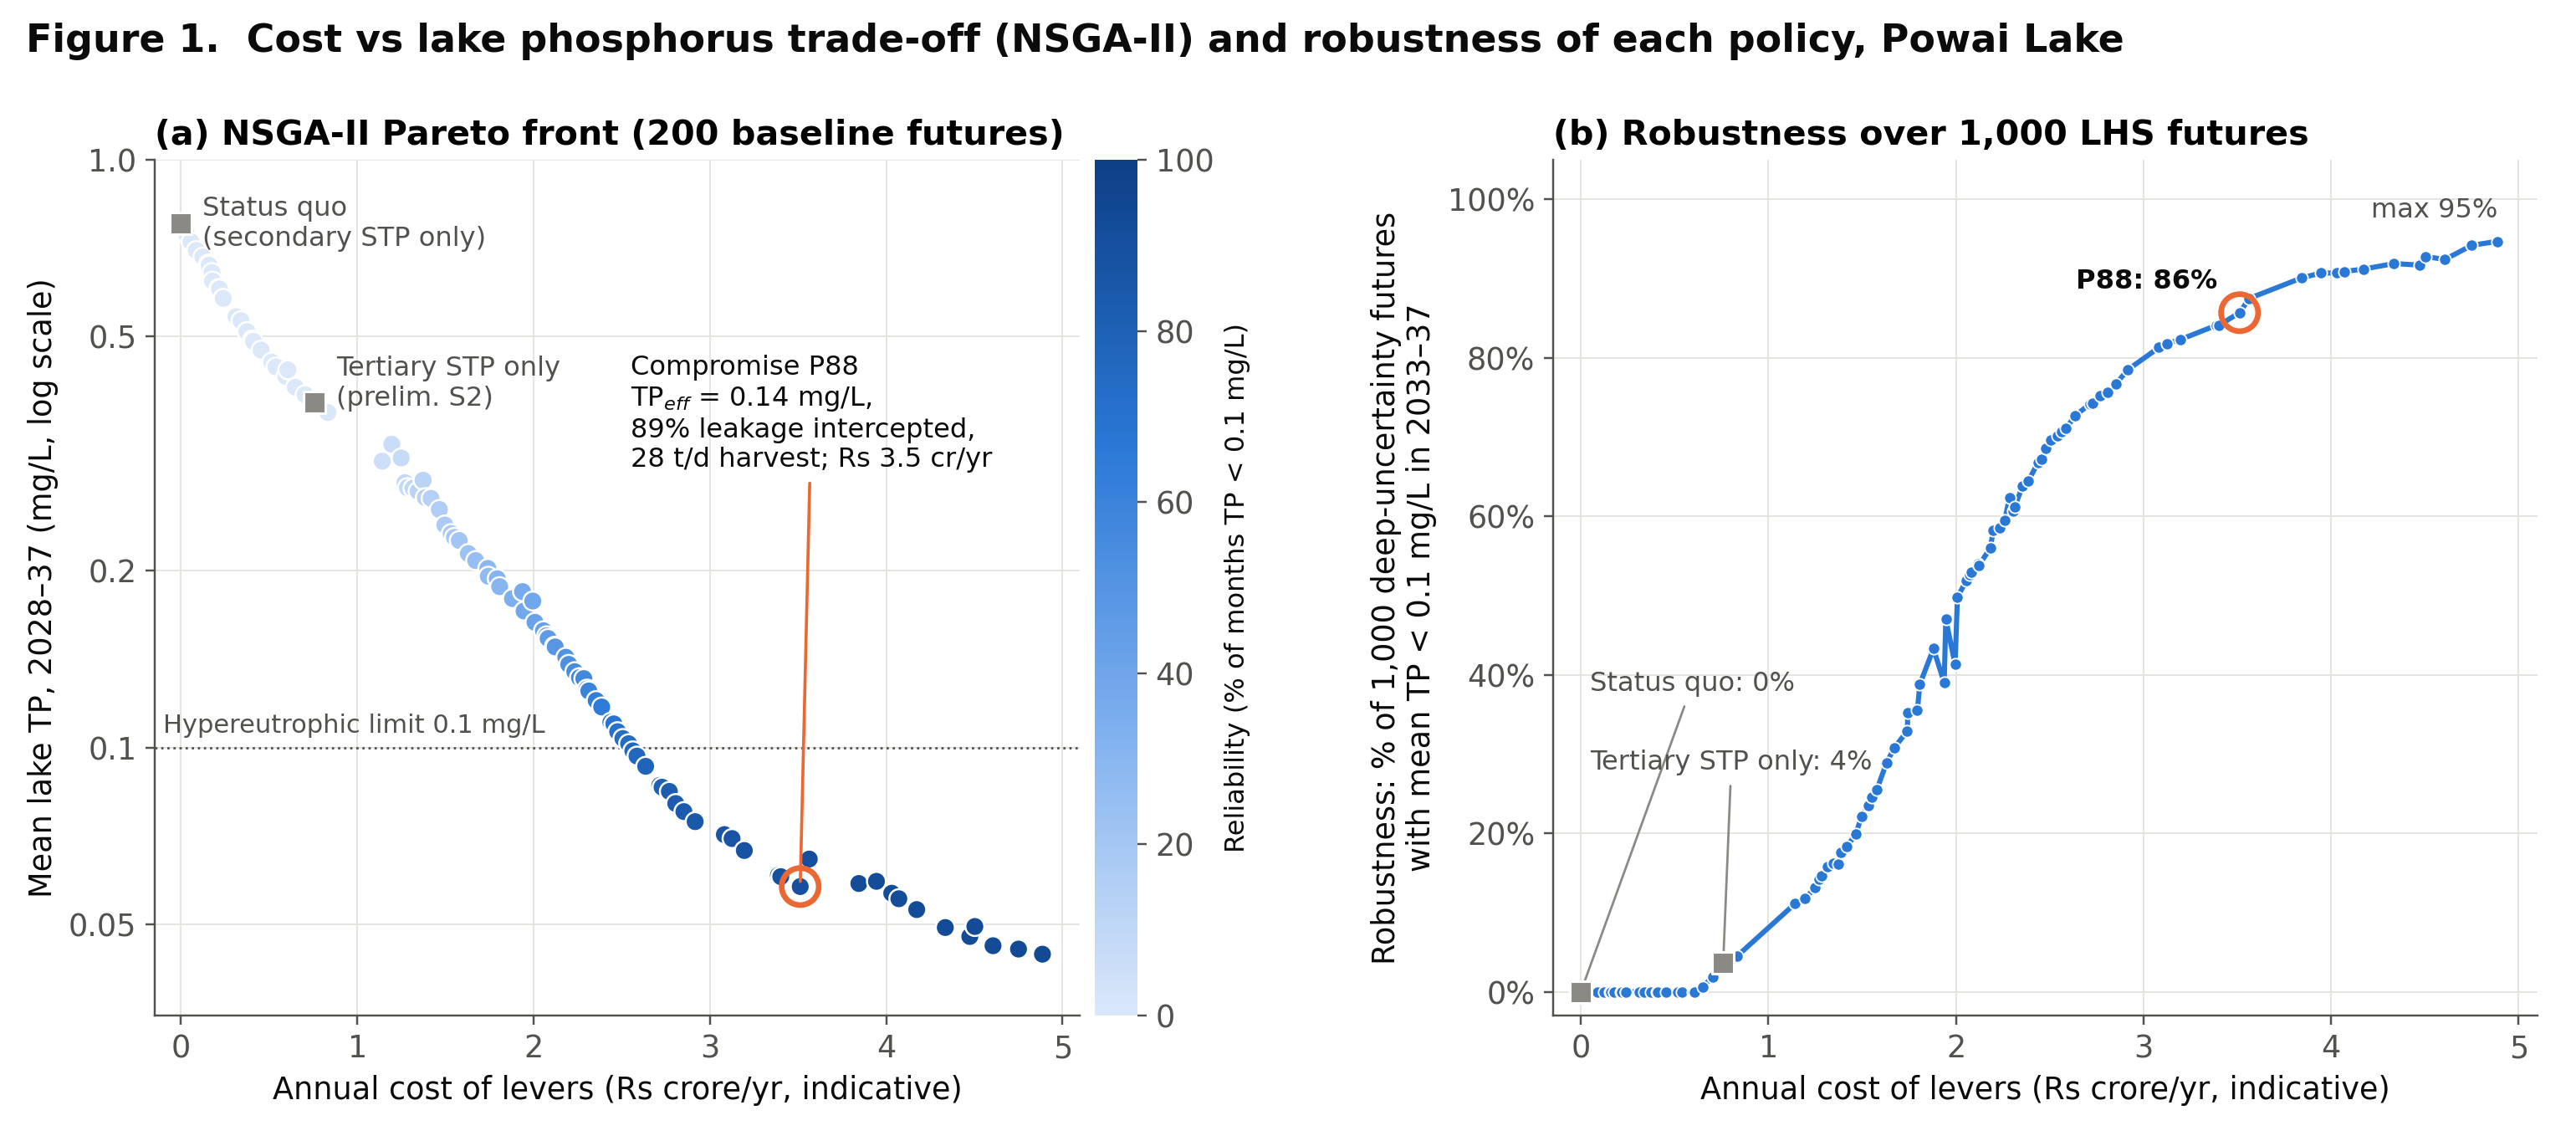 Figure 1.  Cost vs lake phosphorus trade-off (NSGA-II) and robustness of each policy, Powai Lake
(a) NSGA-II Pareto front (200 baseline futures)
Mean lake TP, 2028–37 (mg/L, log scale)
1.0
0.5
0.2
0.1
0.05
Status quo
(secondary STP only)
Tertiary STP only
(prelim. S2)
Compromise P88
TPeff = 0.14 mg/L,
89% leakage intercepted,
28 t/d harvest; Rs 3.5 cr/yr
Hypereutrophic limit 0.1 mg/L
0 1 2 3 4 5
Annual cost of levers (Rs crore/yr, indicative)
100
80
60
40
20
0
Reliability (% of months TP < 0.1 mg/L)
(b) Robustness over 1,000 LHS futures
Robustness: % of 1,000 deep-uncertainty futures
with mean TP < 0.1 mg/L in 2033–37
100%
80%
60%
40%
20%
0%
max 95%
P88: 86%
Status quo: 0%
Tertiary STP only: 4%
0 1 2 3 4 5
Annual cost of levers (Rs crore/yr, indicative)